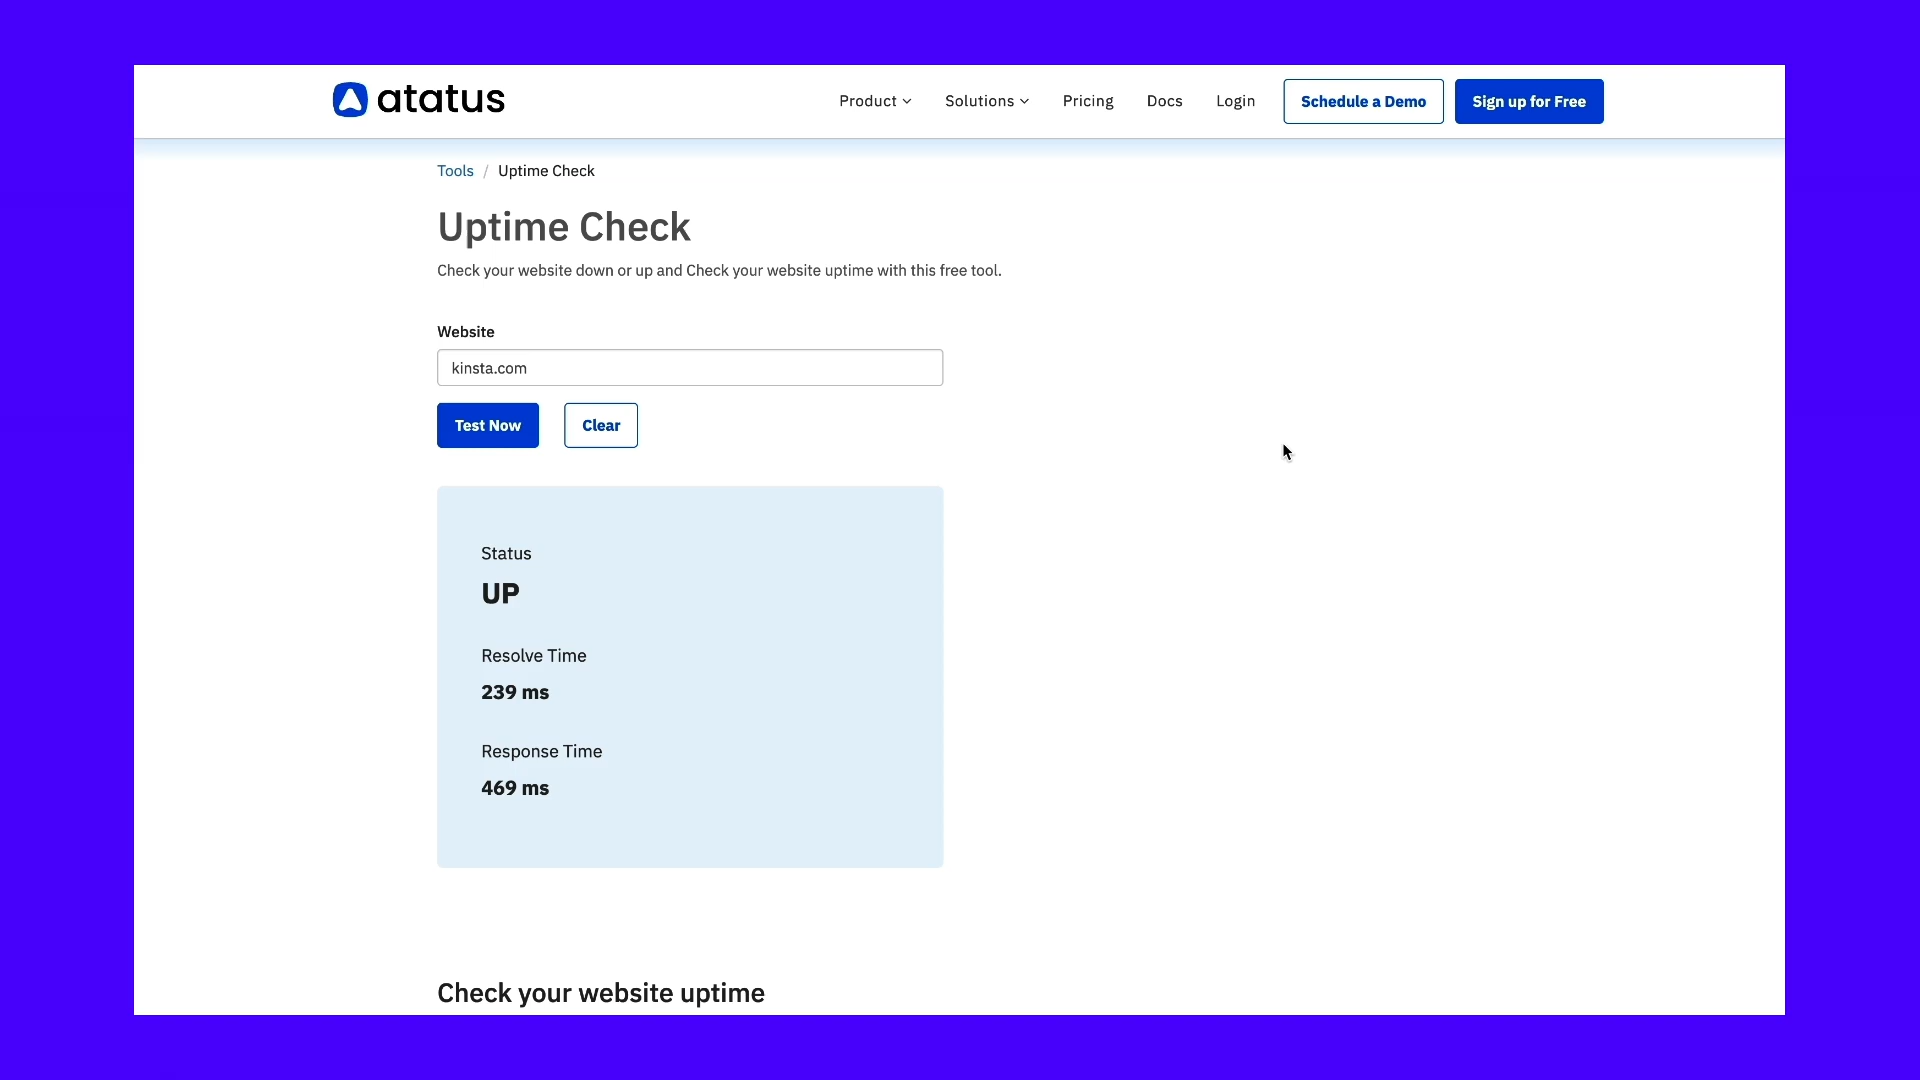 atatus
Product Solutions Pricing Docs Login Schedule a Demo Sign up for Free
Tools / Uptime Check
Uptime Check
Check your website down or up and Check your website uptime with this free tool.
Website
kinsta.com
Test Now Clear
Status
UP
Resolve Time
239 ms
Response Time
469 ms
Check your website uptime